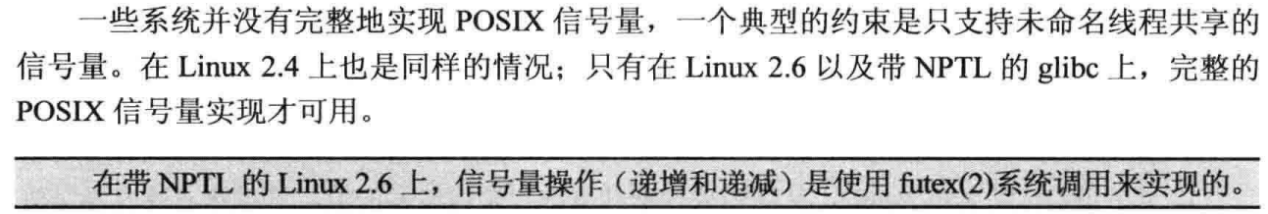 一些系统并没有完整地实现 POSIX 信号量，一个典型的约束是只支持未命名线程共享的
信号量。在 Linux 2.4 上也是同样的情况；只有在 Linux 2.6 以及带 NPTL 的 glibc 上，完整的
POSIX 信号量实现才可用。
在带 NPTL 的 Linux 2.6 上，信号量操作（递增和递减）是使用 futex(2)系统调用来实现的。